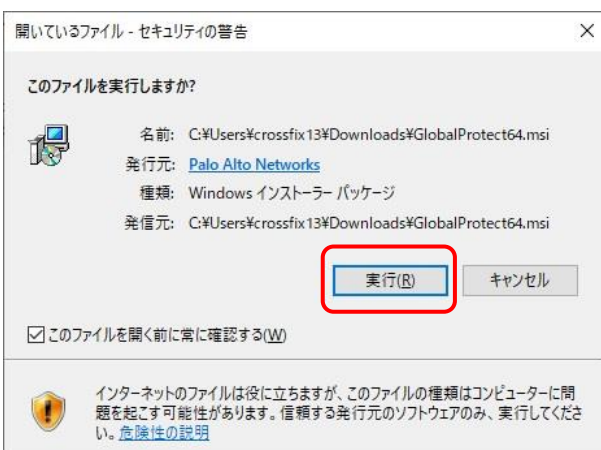 開いているファイル - セキュリティの警告
このファイルを実行しますか?
名前: C:¥Users¥crossfix13¥Downloads¥GlobalProtect64.msi
発行元: Palo Alto Networks
種類: Windows インストーラー パッケージ
発信元: C:¥Users¥crossfix13¥Downloads¥GlobalProtect64.msi
実行(R) キャンセル
このファイルを開く前に常に確認する(W)
インターネットのファイルは役に立ちますが、このファイルの種類はコンピューターに問
題を起こす可能性があります。信頼する発行元のソフトウェアのみ、実行してくださ
い。危険性の説明